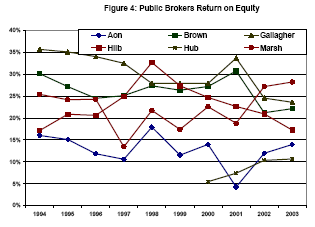 Figure 4: Public Brokers Return on Equity
Aon Brown Gallagher
Hilb Hub Marsh
40%
35%
30%
25%
20%
15%
10%
5%
0%
1994 1995 1996 1997 1998 1999 2000 2001 2002 2003